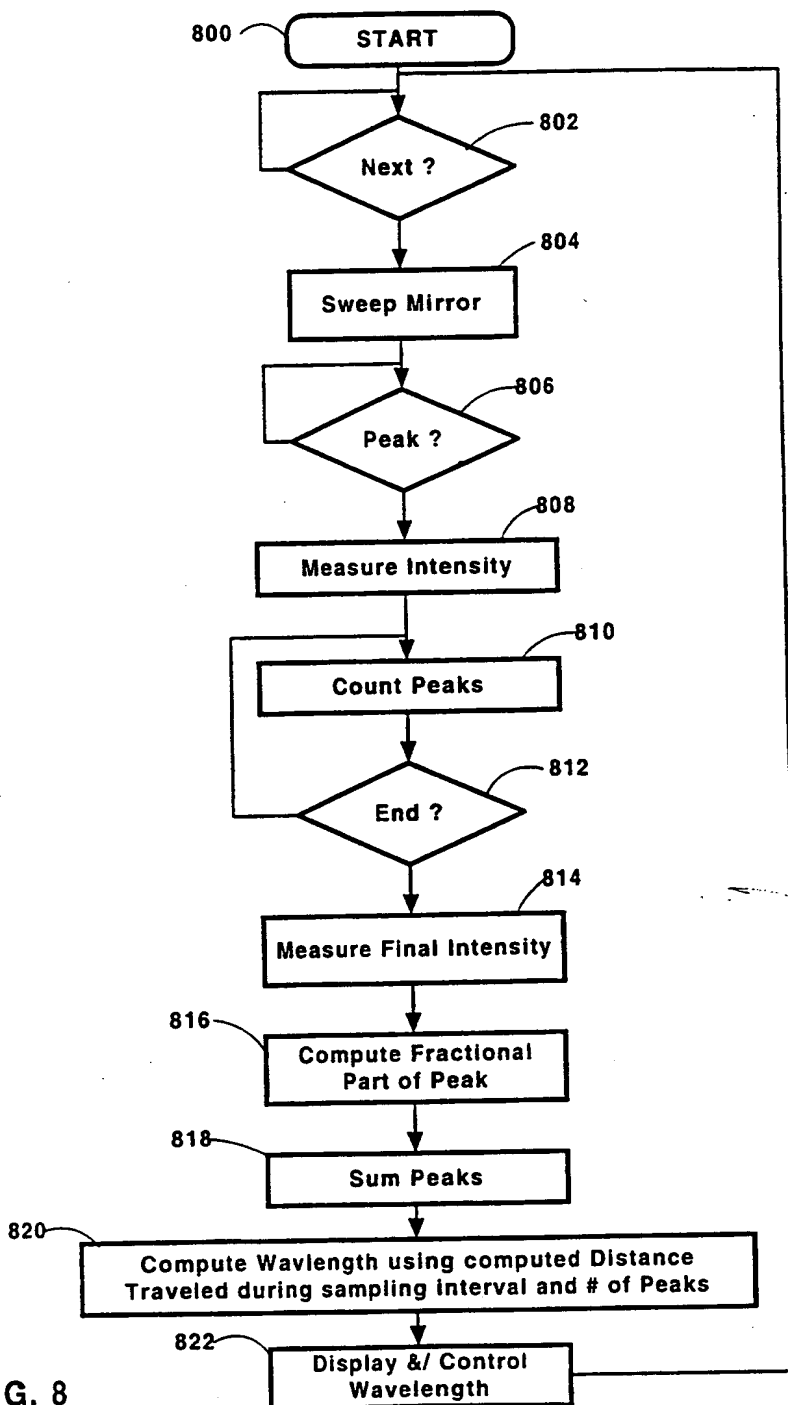 800
START
802
Next ?
804
Sweep Mirror
806
Peak ?
808
Measure Intensity
810
Count Peaks
812
End ?
814
Measure Final Intensity
816
Compute Fractional
Part of Peak
818
Sum Peaks
820
Compute Wavlength using computed Distance
Traveled during sampling interval and # of Peaks
822
Display &/ Control
Wavelength
G. 8